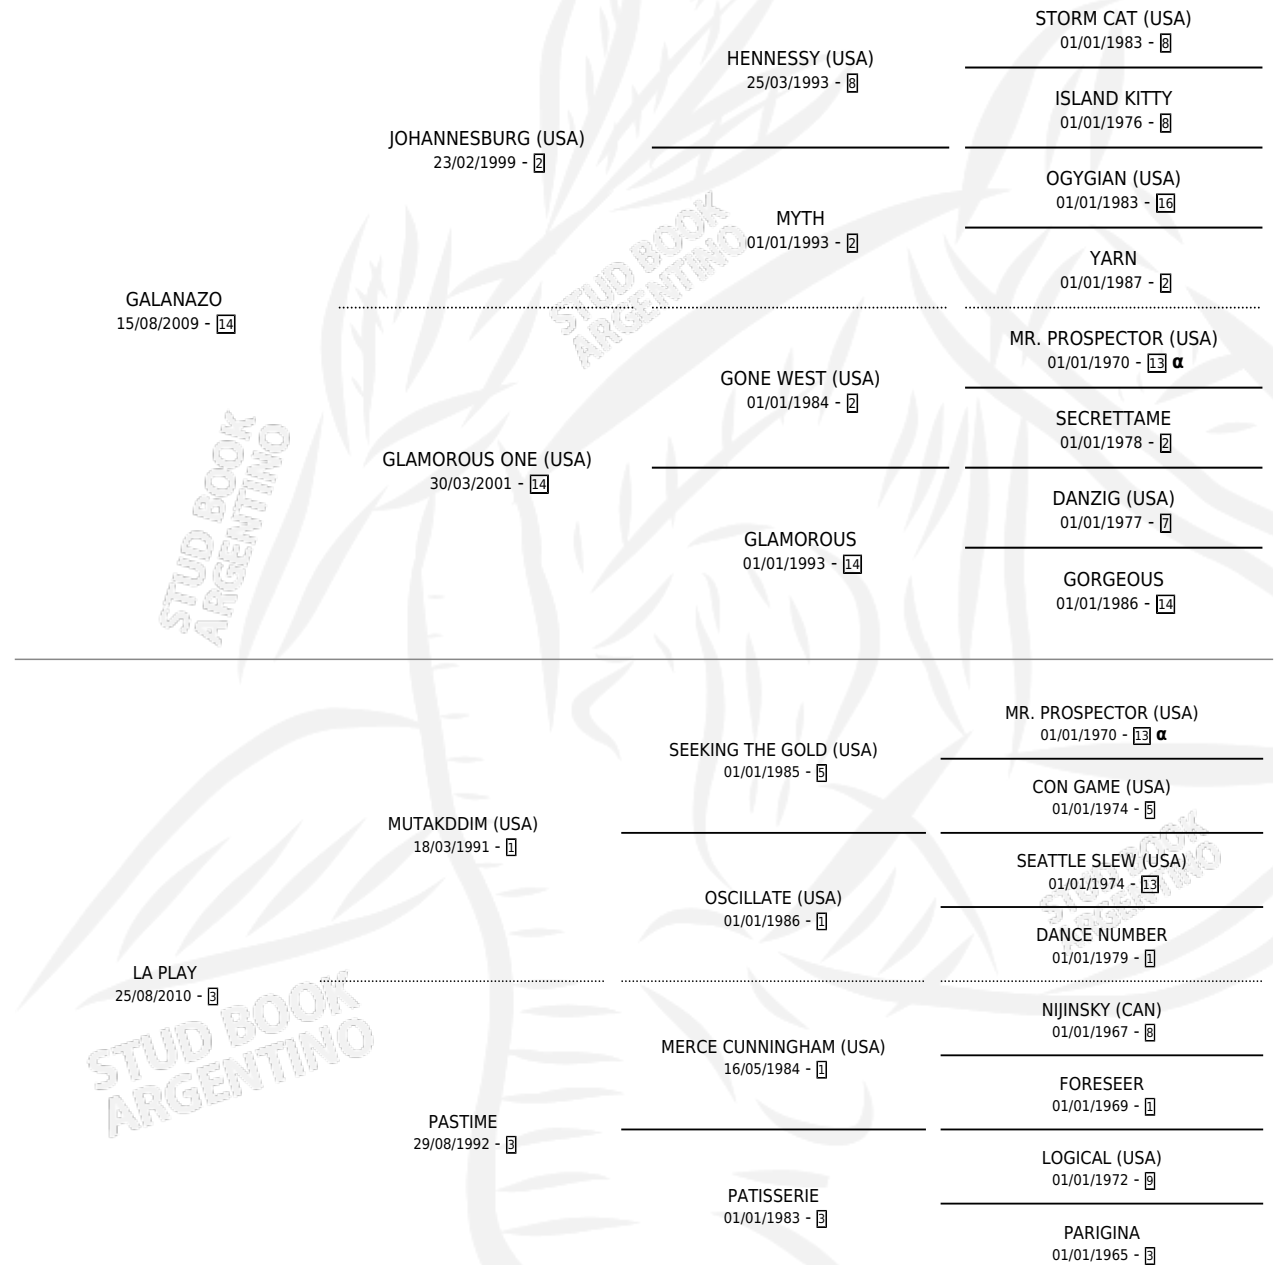 STORM CAT (USA)
01/01/1983 - 8
HENNESSY (USA)
25/03/1993 - 8
ISLAND KITTY
01/01/1976 - 8
JOHANNESBURG (USA)
23/02/1999 - 2
OGYGIAN (USA)
01/01/1983 - 16
MYTH
01/01/1993 - 2
YARN
01/01/1987 - 2
GALANAZO
15/08/2009 - 14
MR. PROSPECTOR (USA)
01/01/1970 - 13 α
GONE WEST (USA)
01/01/1984 - 2
SECRETTAME
01/01/1978 - 2
GLAMOROUS ONE (USA)
30/03/2001 - 14
DANZIG (USA)
01/01/1977 - 7
GLAMOROUS
01/01/1993 - 14
GORGEOUS
01/01/1986 - 14
STUD BOOK
ARGENTINO
STUD BOOK
ARGENTINO
MR. PROSPECTOR (USA)
01/01/1970 - 13 α
SEEKING THE GOLD (USA)
01/01/1985 - 5
CON GAME (USA)
01/01/1974 - 5
MUTAKDDIM (USA)
18/03/1991 - 1
SEATTLE SLEW (USA)
01/01/1974 - 13
OSCILLATE (USA)
01/01/1986 - 1
DANCE NUMBER
01/01/1979 - 1
LA PLAY
25/08/2010 - 3
NIJINSKY (CAN)
01/01/1967 - 8
MERCE CUNNINGHAM (USA)
16/05/1984 - 1
FORESEER
01/01/1969 - 1
PASTIME
29/08/1992 - 3
LOGICAL (USA)
01/01/1972 - 9
PATISSERIE
01/01/1983 - 3
PARIGINA
01/01/1965 - 3
STUD BOOK
ARGENTINO
STUD BOOK
ARGENTINO